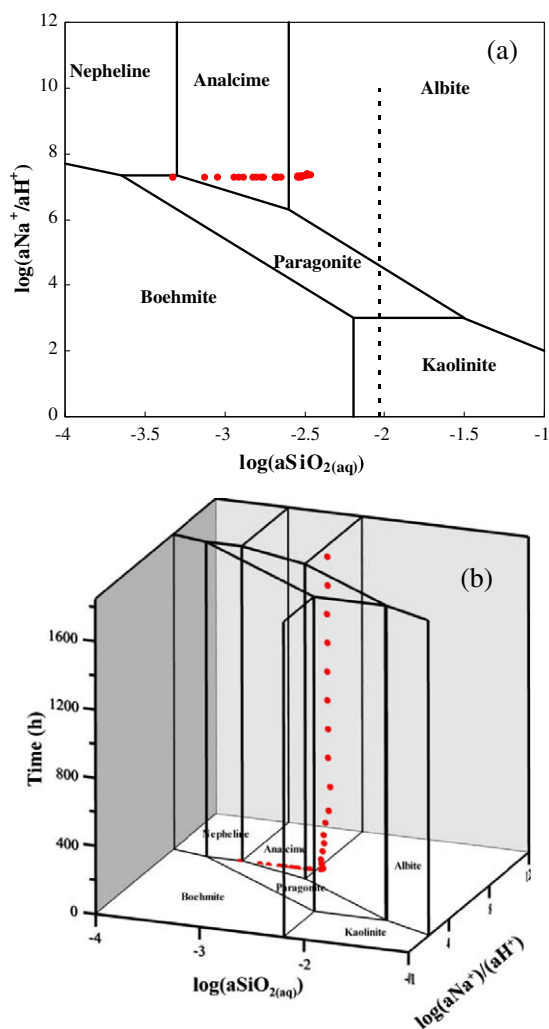 (a)
12
10
8
6
4
2
0
log(aNa⁺/aH⁺)
Nepheline
Analcime
Albite
Paragonite
Boehmite
Kaolinite
-4 -3.5 -3 -2.5 -2 -1.5 -1
log(aSiO₂(aq))
(b)
1600
1200
800
400
0
Time (h)
Nepheline
Analcime
Albite
Paragonite
Boehmite
Kaolinite
-4 -3 -2
4 8 12
log(aSiO₂(aq))
log(aNa⁺)/(aH⁺)